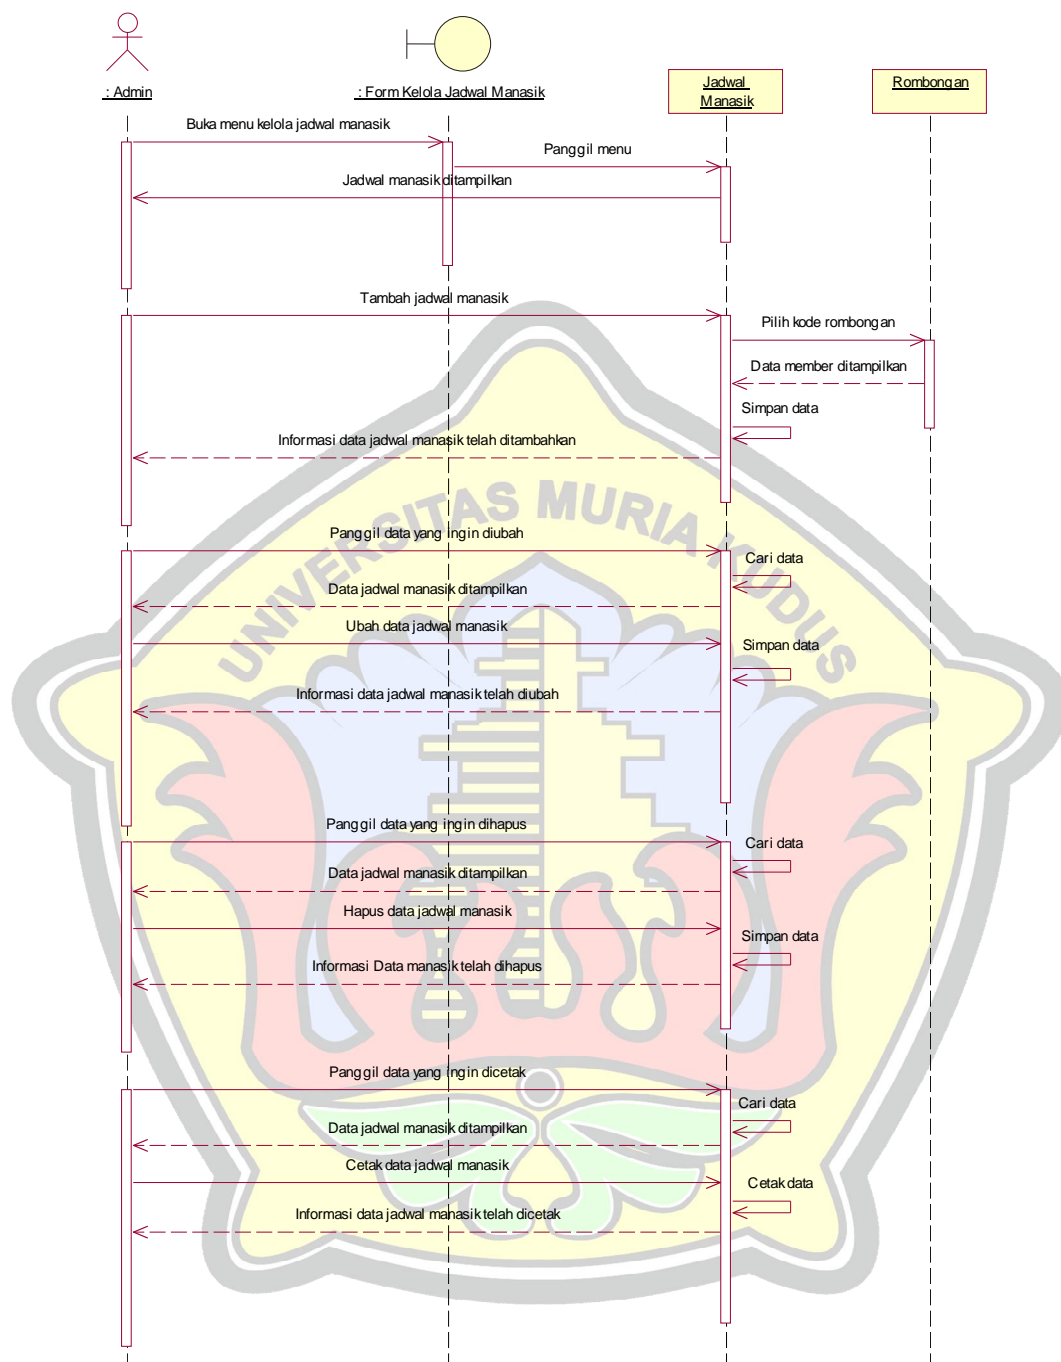 : Admin
: Form Kelola Jadwal Manasik
Jadwal
Manasik
Rombongan
Buka menu kelola jadwal manasik
Panggil menu
Jadwal manasik ditampilkan
Tambah jadwal manasik
Pilih kode rombongan
Data member ditampilkan
Simpan data
Informasi data jadwal manasik telah ditambahkan
UNIVERSITAS MURIA KUDUS
Panggil data yang ingin diubah
Cari data
Data jadwal manasik ditampilkan
Ubah data jadwal manasik
Simpan data
Informasi data jadwal manasik telah diubah
Panggil data yang ingin dihapus
Cari data
Data jadwal manasik ditampilkan
Hapus data jadwal manasik
Simpan data
Informasi Data manasik telah dihapus
Panggil data yang ingin dicetak
Cari data
Data jadwal manasik ditampilkan
Cetak data jadwal manasik
Cetak data
Informasi data jadwal manasik telah dicetak